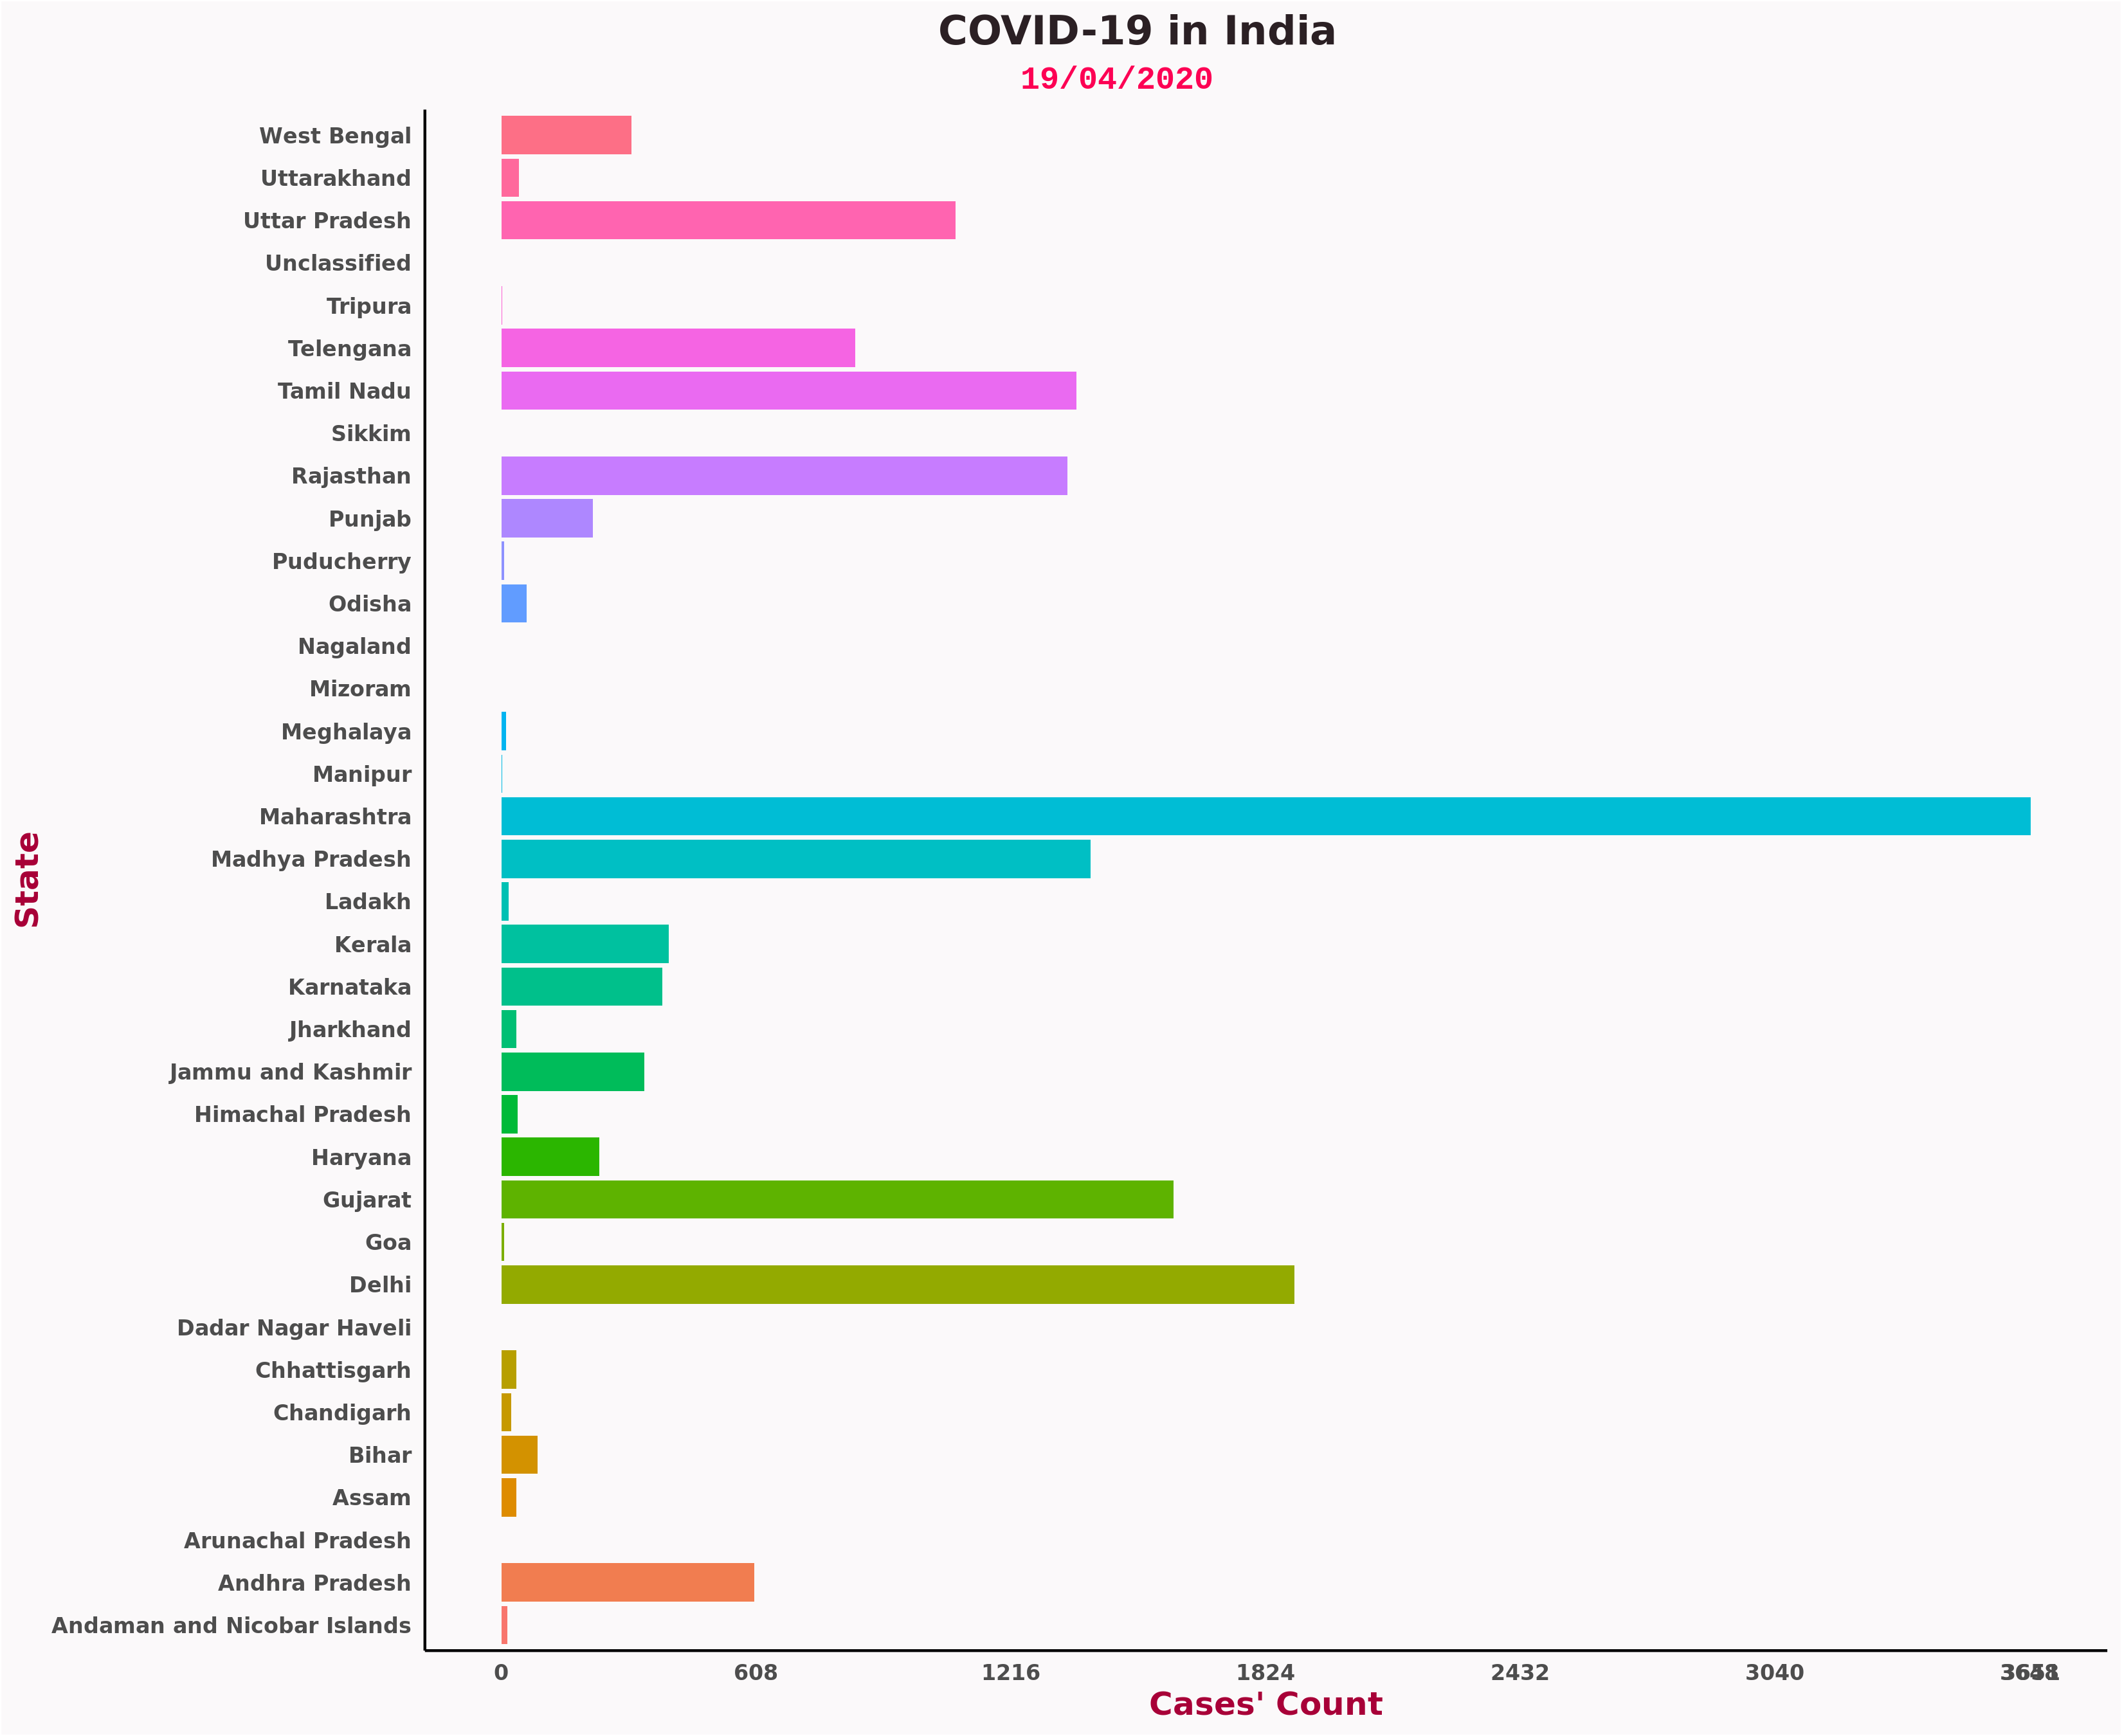 COVID-19 in India
19/04/2020
West Bengal
Uttarakhand
Uttar Pradesh
Unclassified
Tripura
Telengana
Tamil Nadu
Sikkim
Rajasthan
Punjab
Puducherry
Odisha
Nagaland
Mizoram
Meghalaya
Manipur
Maharashtra
Madhya Pradesh
Ladakh
Kerala
Karnataka
Jharkhand
Jammu and Kashmir
Himachal Pradesh
Haryana
Gujarat
Goa
Delhi
Dadar Nagar Haveli
Chhattisgarh
Chandigarh
Bihar
Assam
Arunachal Pradesh
Andhra Pradesh
Andaman and Nicobar Islands
State
0 608 1216 1824 2432 3040
Cases' Count